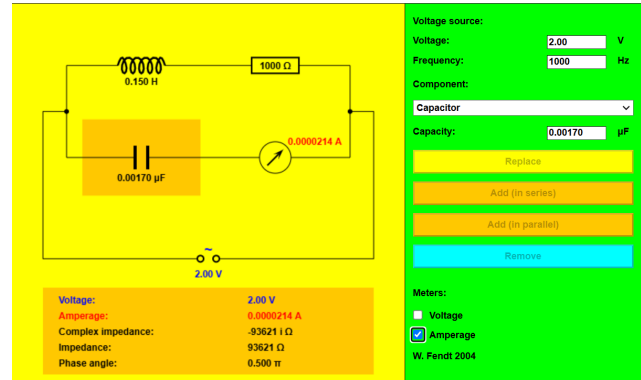 0.150 H
1000 Ω
0.0000214 A
0.00170 µF
~
2.00 V
Voltage: 2.00 V
Amperage: 0.0000214 A
Complex impedance: -93621 i Ω
Impedance: 93621 Ω
Phase angle: 0.500 π
Voltage source:
Voltage: 2.00 V
Frequency: 1000 Hz
Component:
Capacitor
Capacity: 0.00170 µF
Replace
Add (in series)
Add (in parallel)
Remove
Meters:
Voltage
Amperage
W. Fendt 2004